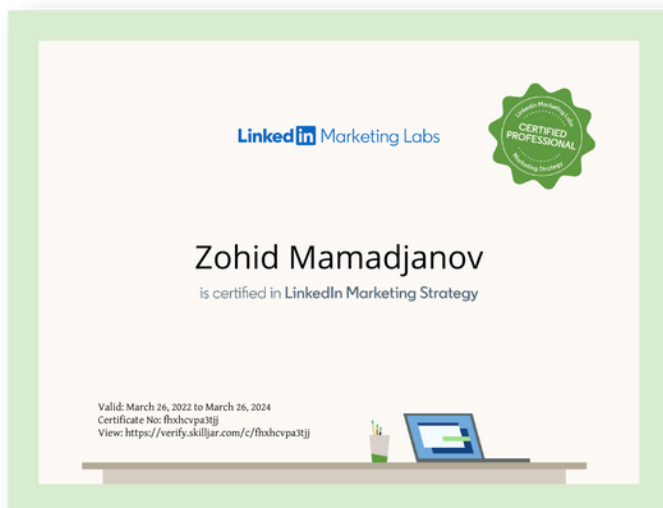 Linked in Marketing Labs
LinkedIn Marketing Labs
CERTIFIED
PROFESSIONAL
Marketing Strategy
Zohid Mamadjanov
is certified in LinkedIn Marketing Strategy
Valid: March 26, 2022 to March 26, 2024
Certificate No: fhxhcvpa3tjj
View: https://verify.skilljar.com/c/fhxhcvpa3tjj